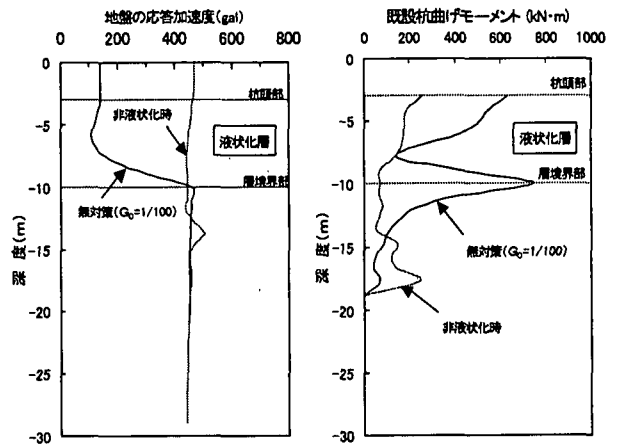 地盤の応答加速度(gal)
0 200 400 600 800
0
-5
-10
-15
-20
-25
-30
深度(m)
杭頭部
非液状化時
液状化層
層境界部
無対策(G₀=1/100)
既設杭曲げモーメント(kN・m)
0 200 400 600 800 1000
0
-5
-10
-15
-20
-25
-30
深度(m)
杭頭部
液状化層
層境界部
無対策(G₀=1/100)
非液状化時